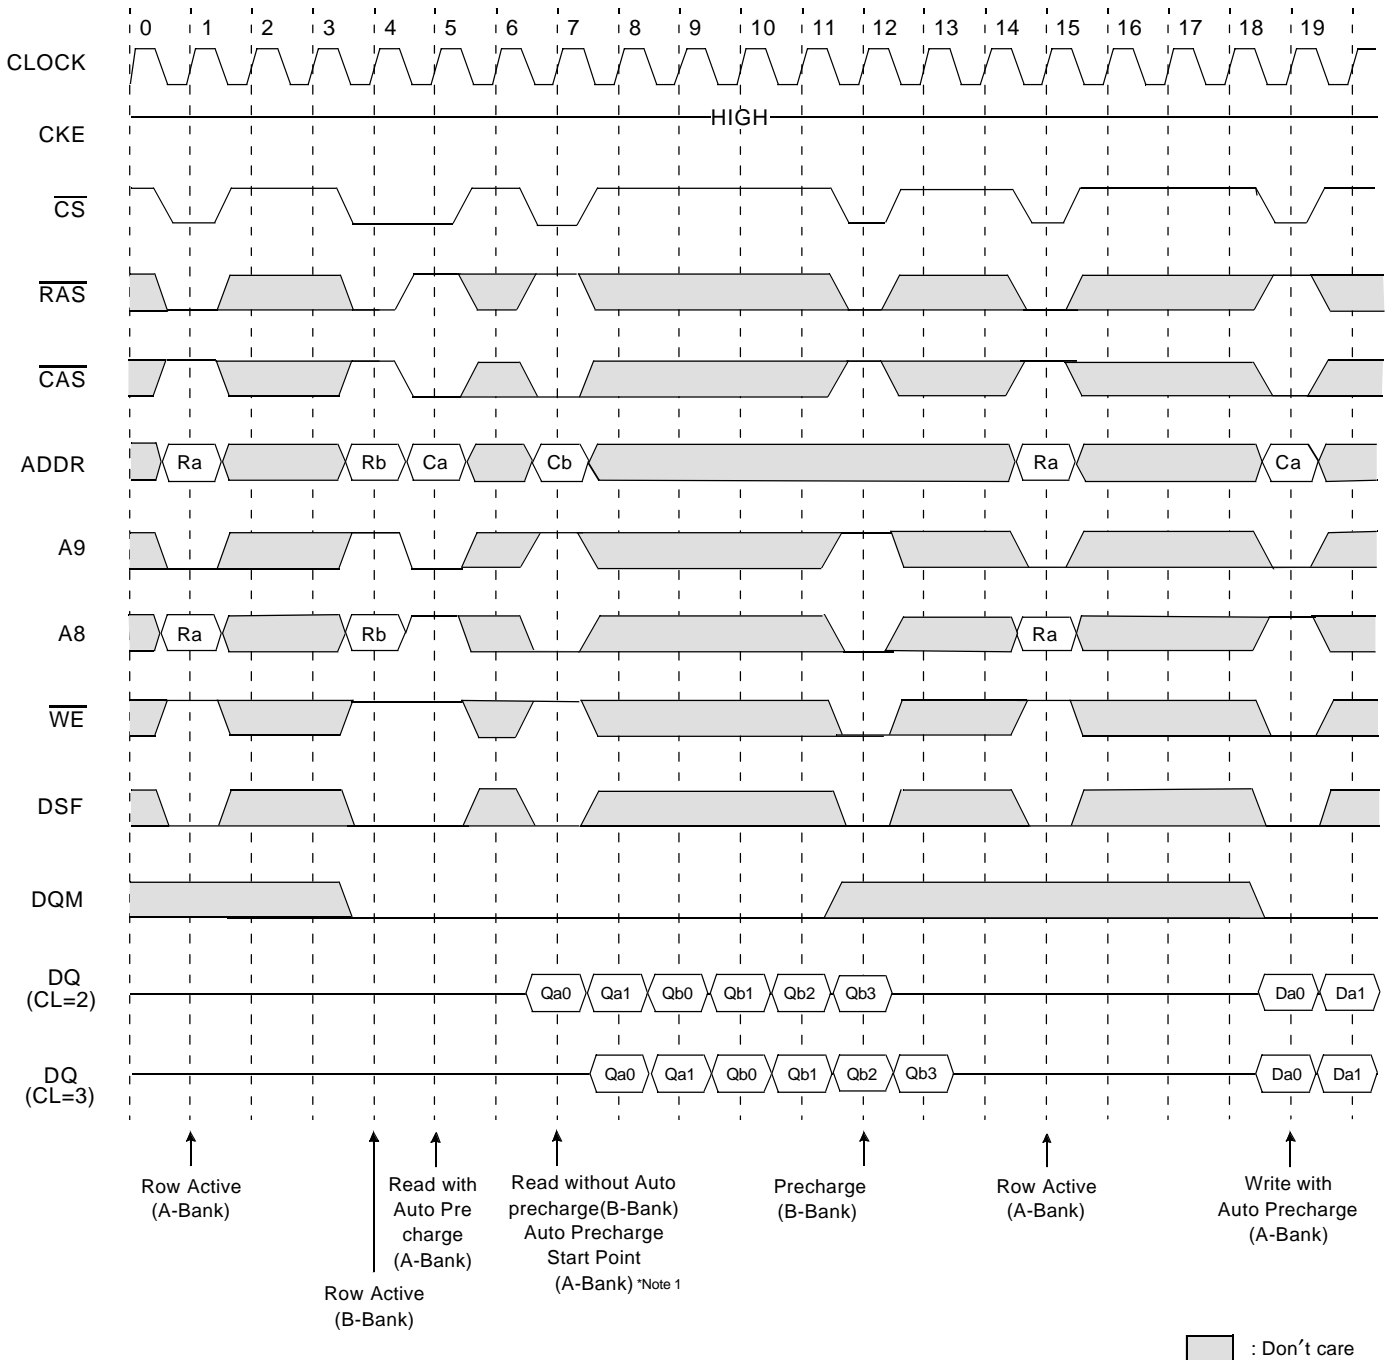 0 1 2 3 4 5 6 7 8 9 10 11 12 13 14 15 16 17 18 19
CLOCK
HIGH
CKE
CS
RAS
CAS
ADDR Ra Rb Ca Cb Ra Ca
A9
A8 Ra Rb Ra
WE
DSF
DQM
DQ
(CL=2)
Qa0 Qa1 Qb0 Qb1 Qb2 Qb3 Da0 Da1
DQ
(CL=3)
Qa0 Qa1 Qb0 Qb1 Qb2 Qb3 Da0 Da1
Row Active
(A-Bank)
Row Active
(B-Bank)
Read with
Auto Pre
charge
(A-Bank)
Read without Auto
precharge(B-Bank)
Auto Precharge
Start Point
(A-Bank) *Note 1
Precharge
(B-Bank)
Row Active
(A-Bank)
Write with
Auto Precharge
(A-Bank)
: Don't care